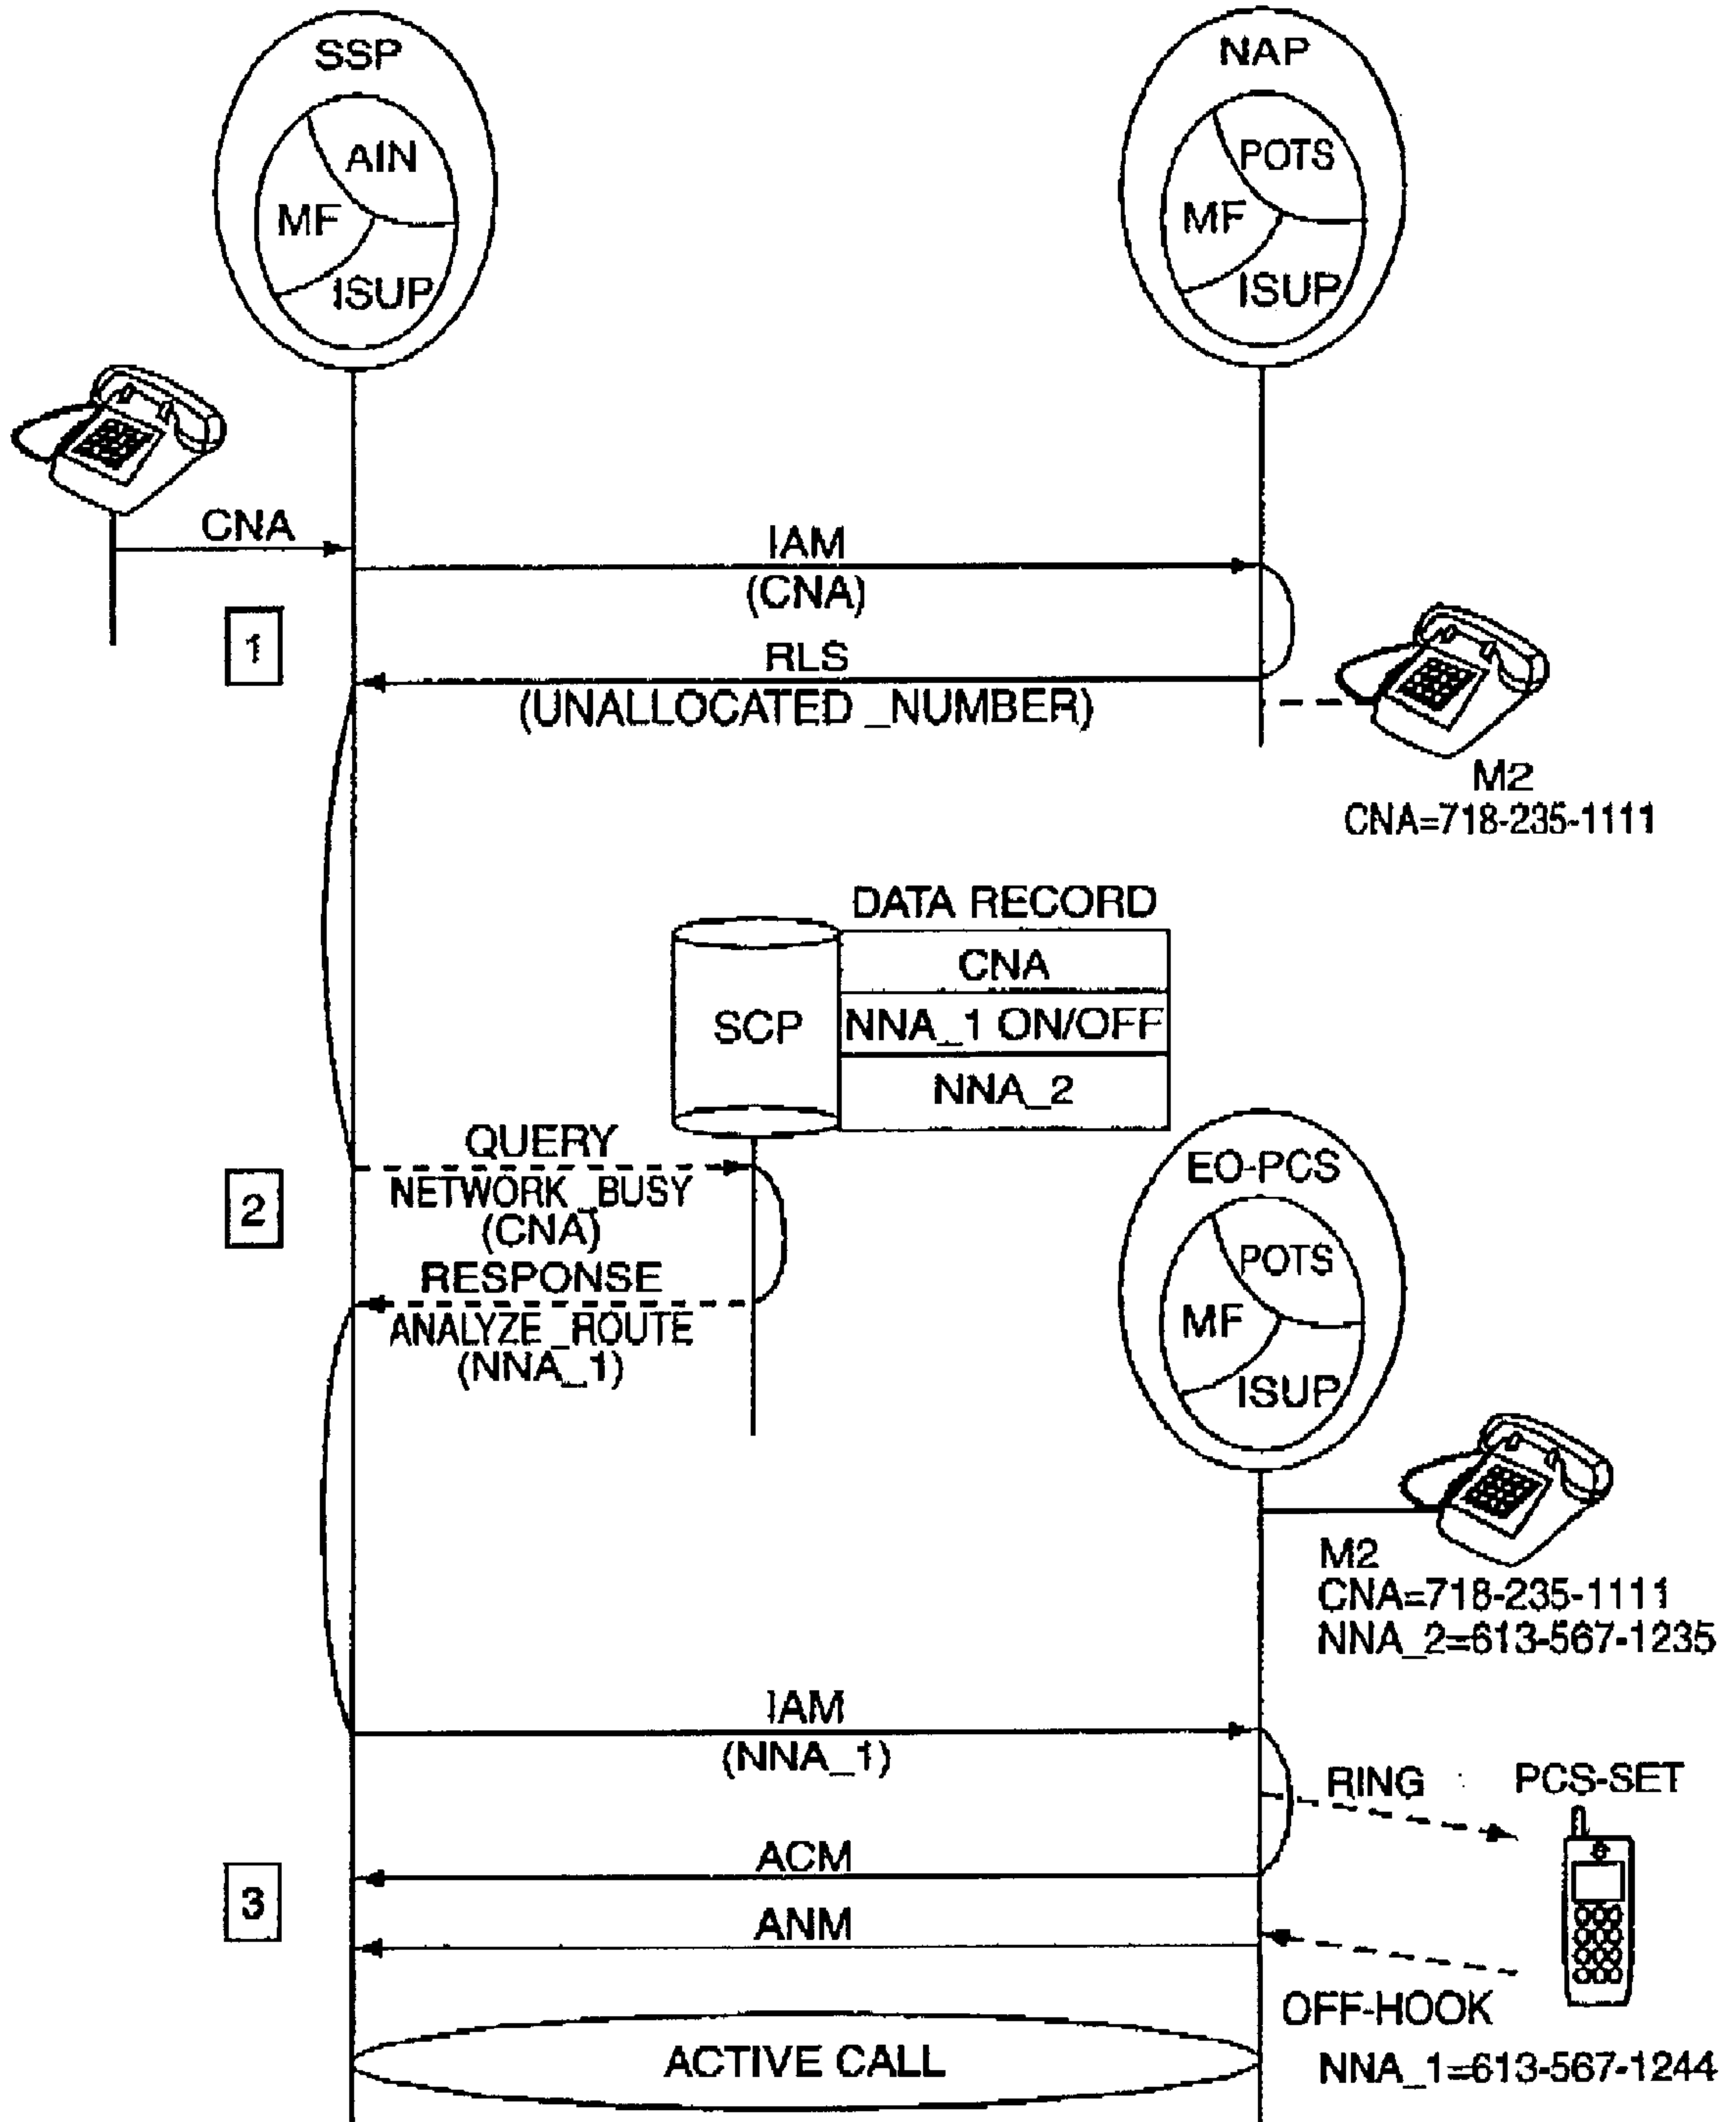 SSP
AIN
MF
ISUP
NAP
POTS
MF
ISUP
CNA
IAM
(CNA)
1
RLS
(UNALLOCATED_NUMBER)
M2
CNA=718-235-1111
DATA RECORD
SCP
CNA
NNA_1 ON/OFF
NNA_2
2
QUERY
NETWORK_BUSY
(CNA)
RESPONSE
ANALYZE_ROUTE
(NNA_1)
EO-PCS
POTS
MF
ISUP
M2
CNA=718-235-1111
NNA_2=613-567-1235
IAM
(NNA_1)
RING
PCS-SET
3
ACM
ANM
OFF-HOOK
ACTIVE CALL
NNA_1=613-567-1244